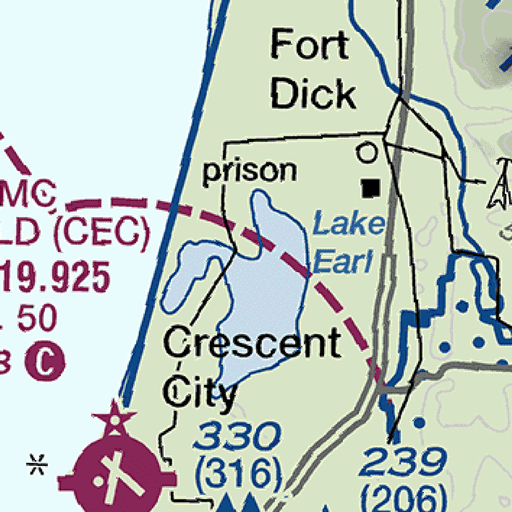 Fort
Dick
prison
MC
LD (CEC)
19.925
50
C
Lake
Earl
Crescent
City
330
(316)
239
(206)